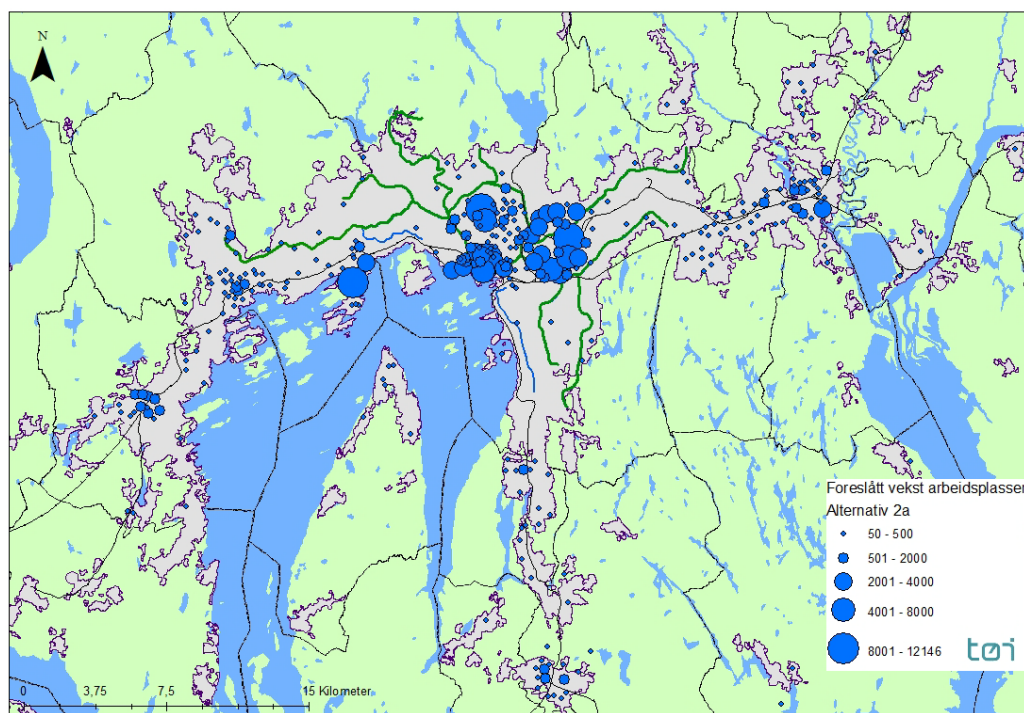 N
Foreslått vekst arbeidsplasser
Alternativ 2a
50 - 500
501 - 2000
2001 - 4000
4001 - 8000
8001 - 12146
tøi
0 3,75 7,5 15 Kilometer